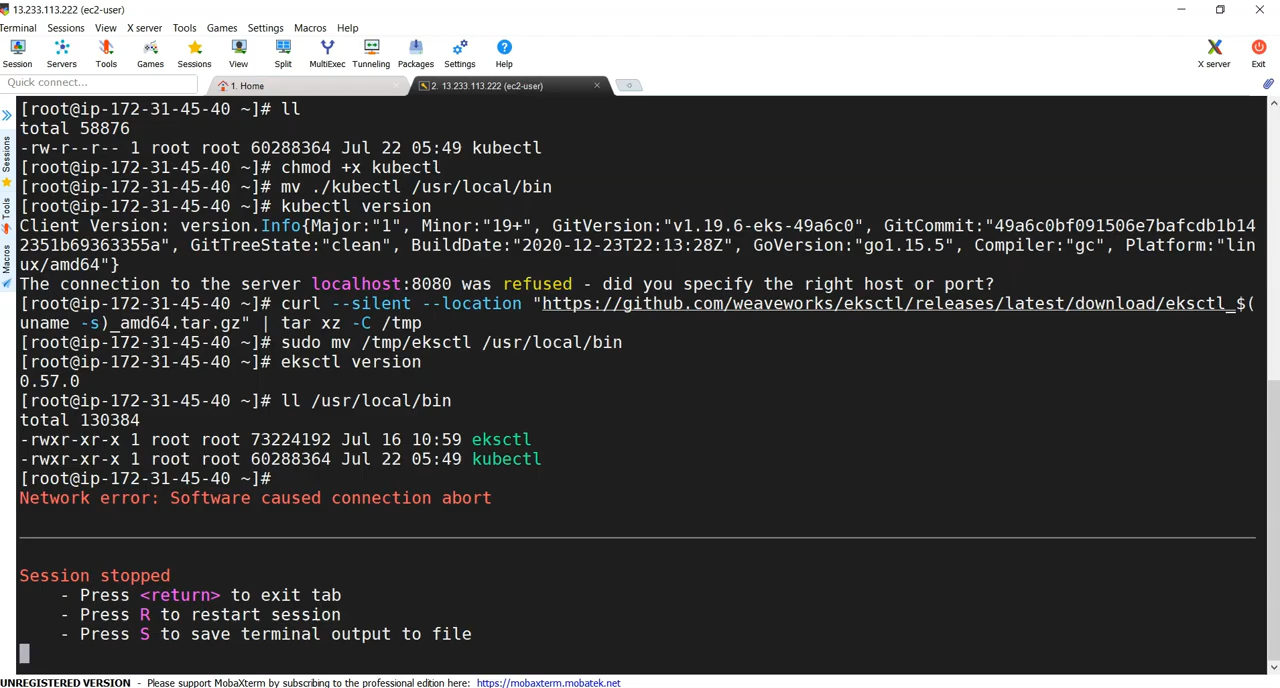 13.233.113.222 (ec2-user)
Terminal Sessions View X server Tools Games Settings Macros Help
Session Servers Tools Games Sessions View Split MultiExec Tunneling Packages Settings Help X server Exit
Quick connect... 1. Home 2. 13.233.113.222 (ec2-user)
Sessions
Tools
Macros
[root@ip-172-31-45-40 ~]# ll
total 58876
-rw-r--r-- 1 root root 60288364 Jul 22 05:49 kubectl
[root@ip-172-31-45-40 ~]# chmod +x kubectl
[root@ip-172-31-45-40 ~]# mv ./kubectl /usr/local/bin
[root@ip-172-31-45-40 ~]# kubectl version
Client Version: version.Info{Major:"1", Minor:"19+", GitVersion:"v1.19.6-eks-49a6c0", GitCommit:"49a6c0bf091506e7bafcdb1b14
2351b69363355a", GitTreeState:"clean", BuildDate:"2020-12-23T22:13:28Z", GoVersion:"go1.15.5", Compiler:"gc", Platform:"lin
ux/amd64"}
The connection to the server localhost:8080 was refused - did you specify the right host or port?
[root@ip-172-31-45-40 ~]# curl --silent --location "https://github.com/weaveworks/eksctl/releases/latest/download/eksctl_$(
uname -s)_amd64.tar.gz" | tar xz -C /tmp
[root@ip-172-31-45-40 ~]# sudo mv /tmp/eksctl /usr/local/bin
[root@ip-172-31-45-40 ~]# eksctl version
0.57.0
[root@ip-172-31-45-40 ~]# ll /usr/local/bin
total 130384
-rwxr-xr-x 1 root root 73224192 Jul 16 10:59 eksctl
-rwxr-xr-x 1 root root 60288364 Jul 22 05:49 kubectl
[root@ip-172-31-45-40 ~]#
Network error: Software caused connection abort
Session stopped
- Press <return> to exit tab
- Press R to restart session
- Press S to save terminal output to file
UNREGISTERED VERSION - Please support MobaXterm by subscribing to the professional edition here: https://mobaxterm.mobatek.net